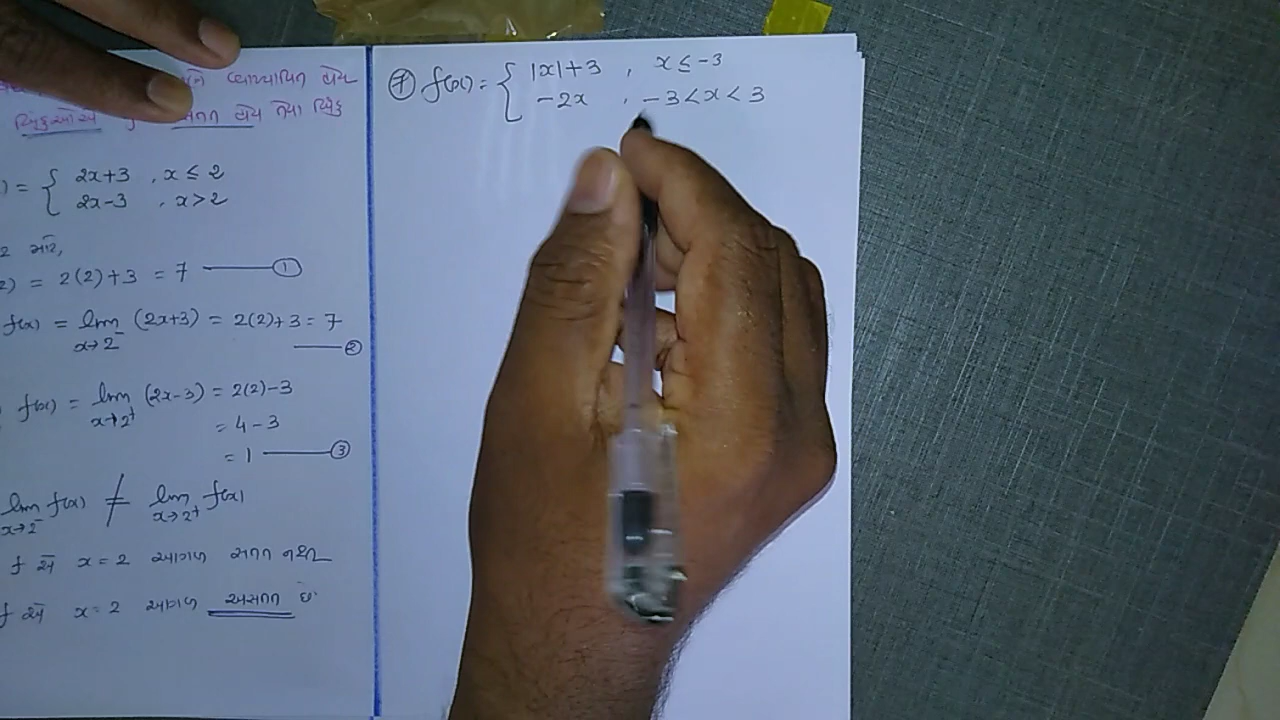 વ્યાખ્યાયિત હોય
સતત હોય તથા
) = { 2x+3 , x ≤ 2
2x-3 , x>2
2 માટે,
2) = 2(2)+3 = 7 ——— ①
f(x) = lim (2x+3) = 2(2)+3 = 7
x→2⁻ ——— ②
f(x) = lim (2x-3) = 2(2)-3
x→2⁺
= 4-3
= 1 ——— ③
lim f(x) ≠ lim f(x)
x→2⁻ x→2⁺
f એ x = 2 આગળ સતત નથી
f એ x = 2 આગળ અસતત છે
⑦ f(x) = { |x|+3 , x ≤ -3
-2x , -3<x<3